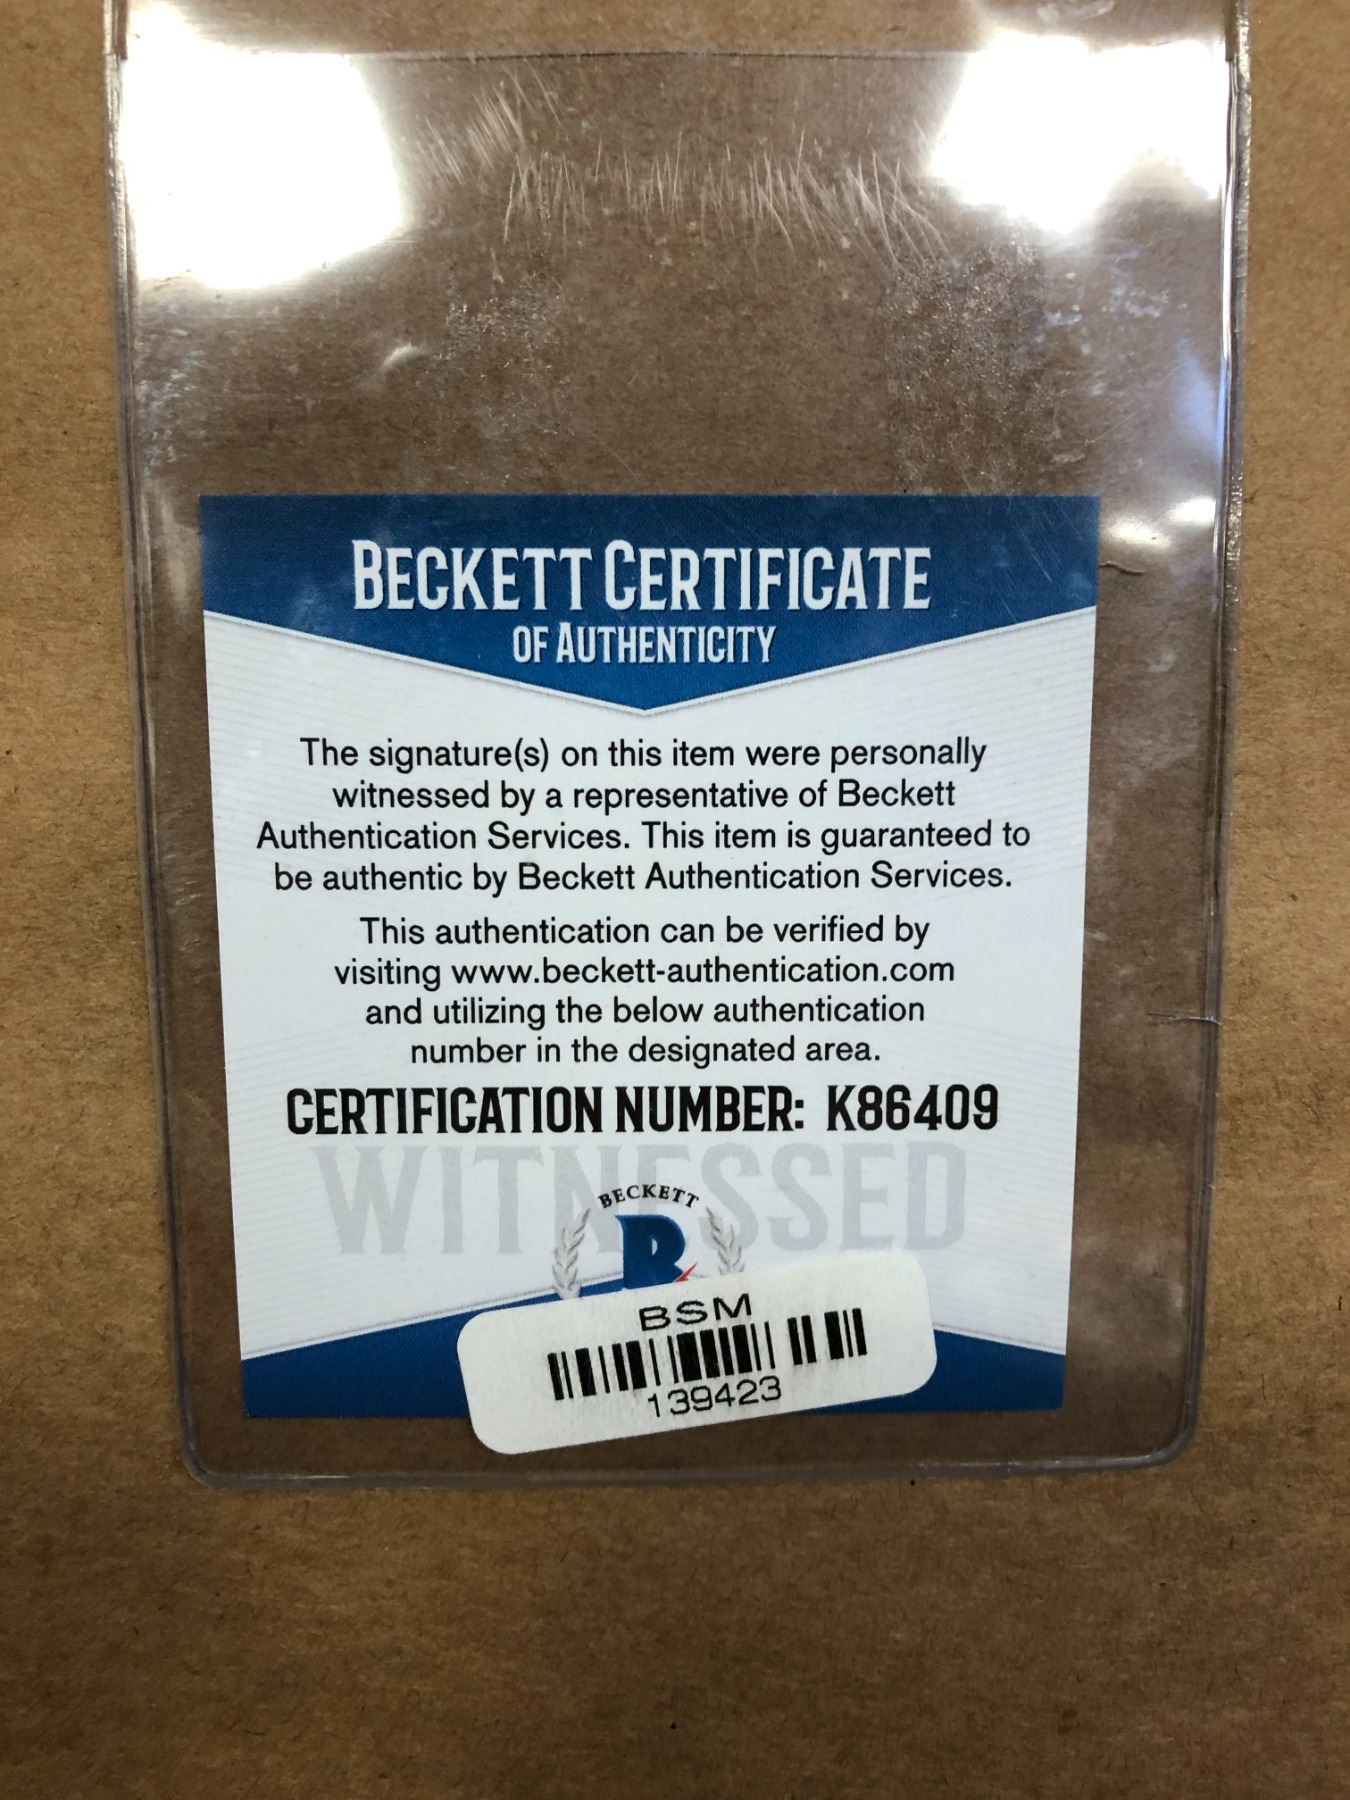 BECKETT CERTIFICATE
OF AUTHENTICITY
The signature(s) on this item were personally
witnessed by a representative of Beckett
Authentication Services. This item is guaranteed to
be authentic by Beckett Authentication Services.
This authentication can be verified by
visiting www.beckett-authentication.com
and utilizing the below authentication
number in the designated area.
CERTIFICATION NUMBER: K86409
WITNESSED
BECKETT
B
BSM
139423